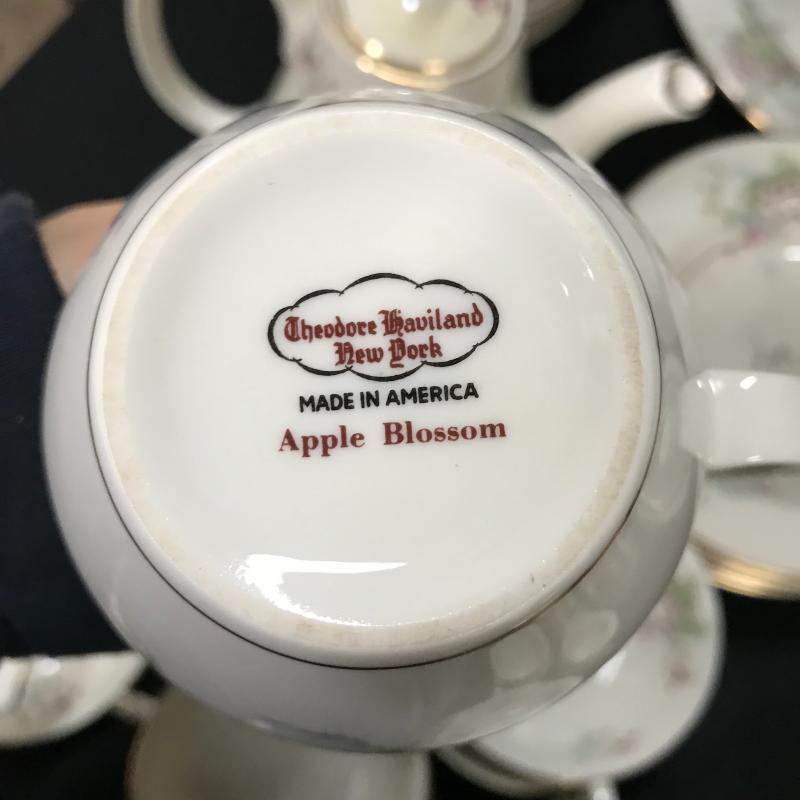 Theodore Haviland
New York
MADE IN AMERICA
Apple Blossom